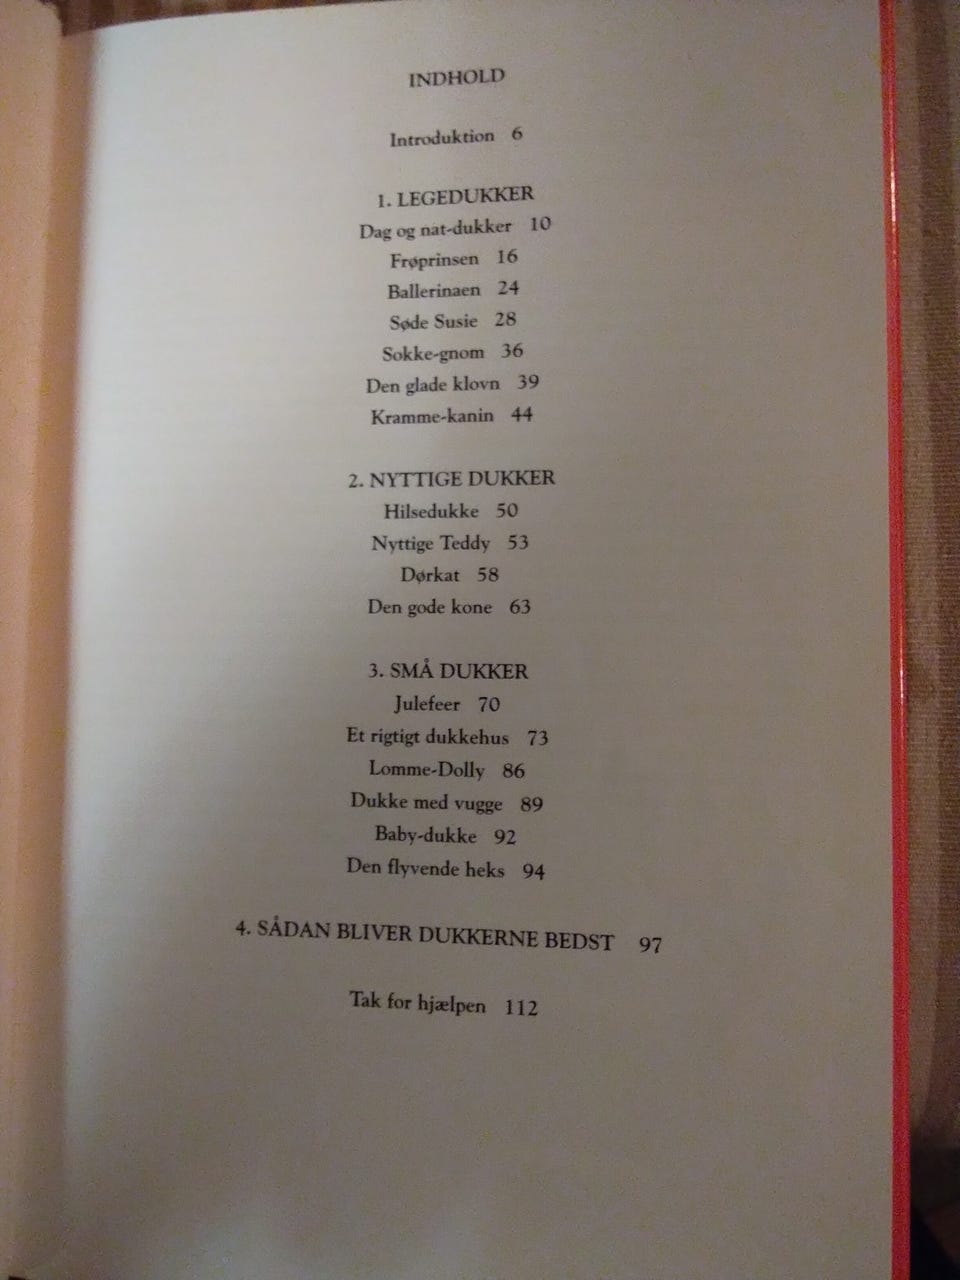 INDHOLD
Introduktion 6
1. LEGEDUKKER
Dag og nat-dukker 10
Frøprinsen 16
Ballerinaen 24
Søde Susie 28
Sokke-gnom 36
Den glade klovn 39
Kramme-kanin 44
2. NYTTIGE DUKKER
Hilsedukke 50
Nyttige Teddy 53
Dørkat 58
Den gode kone 63
3. SMÅ DUKKER
Julefeer 70
Et rigtigt dukkehus 73
Lomme-Dolly 86
Dukke med vugge 89
Baby-dukke 92
Den flyvende heks 94
4. SÅDAN BLIVER DUKKERNE BEDST 97
Tak for hjælpen 112